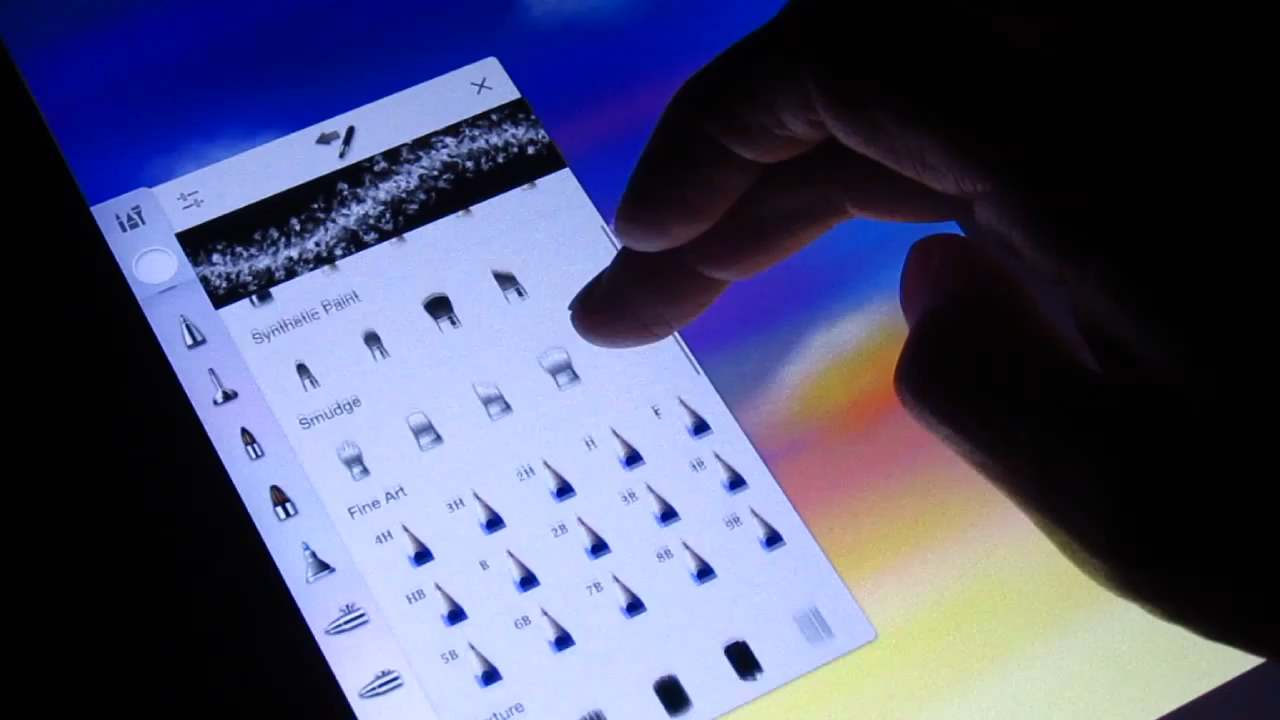 Synthetic Paint
Smudge
Fine Art
4H 3H 2H H F
HB B 2B 3B 4B
5B 6B 7B 8B 9B